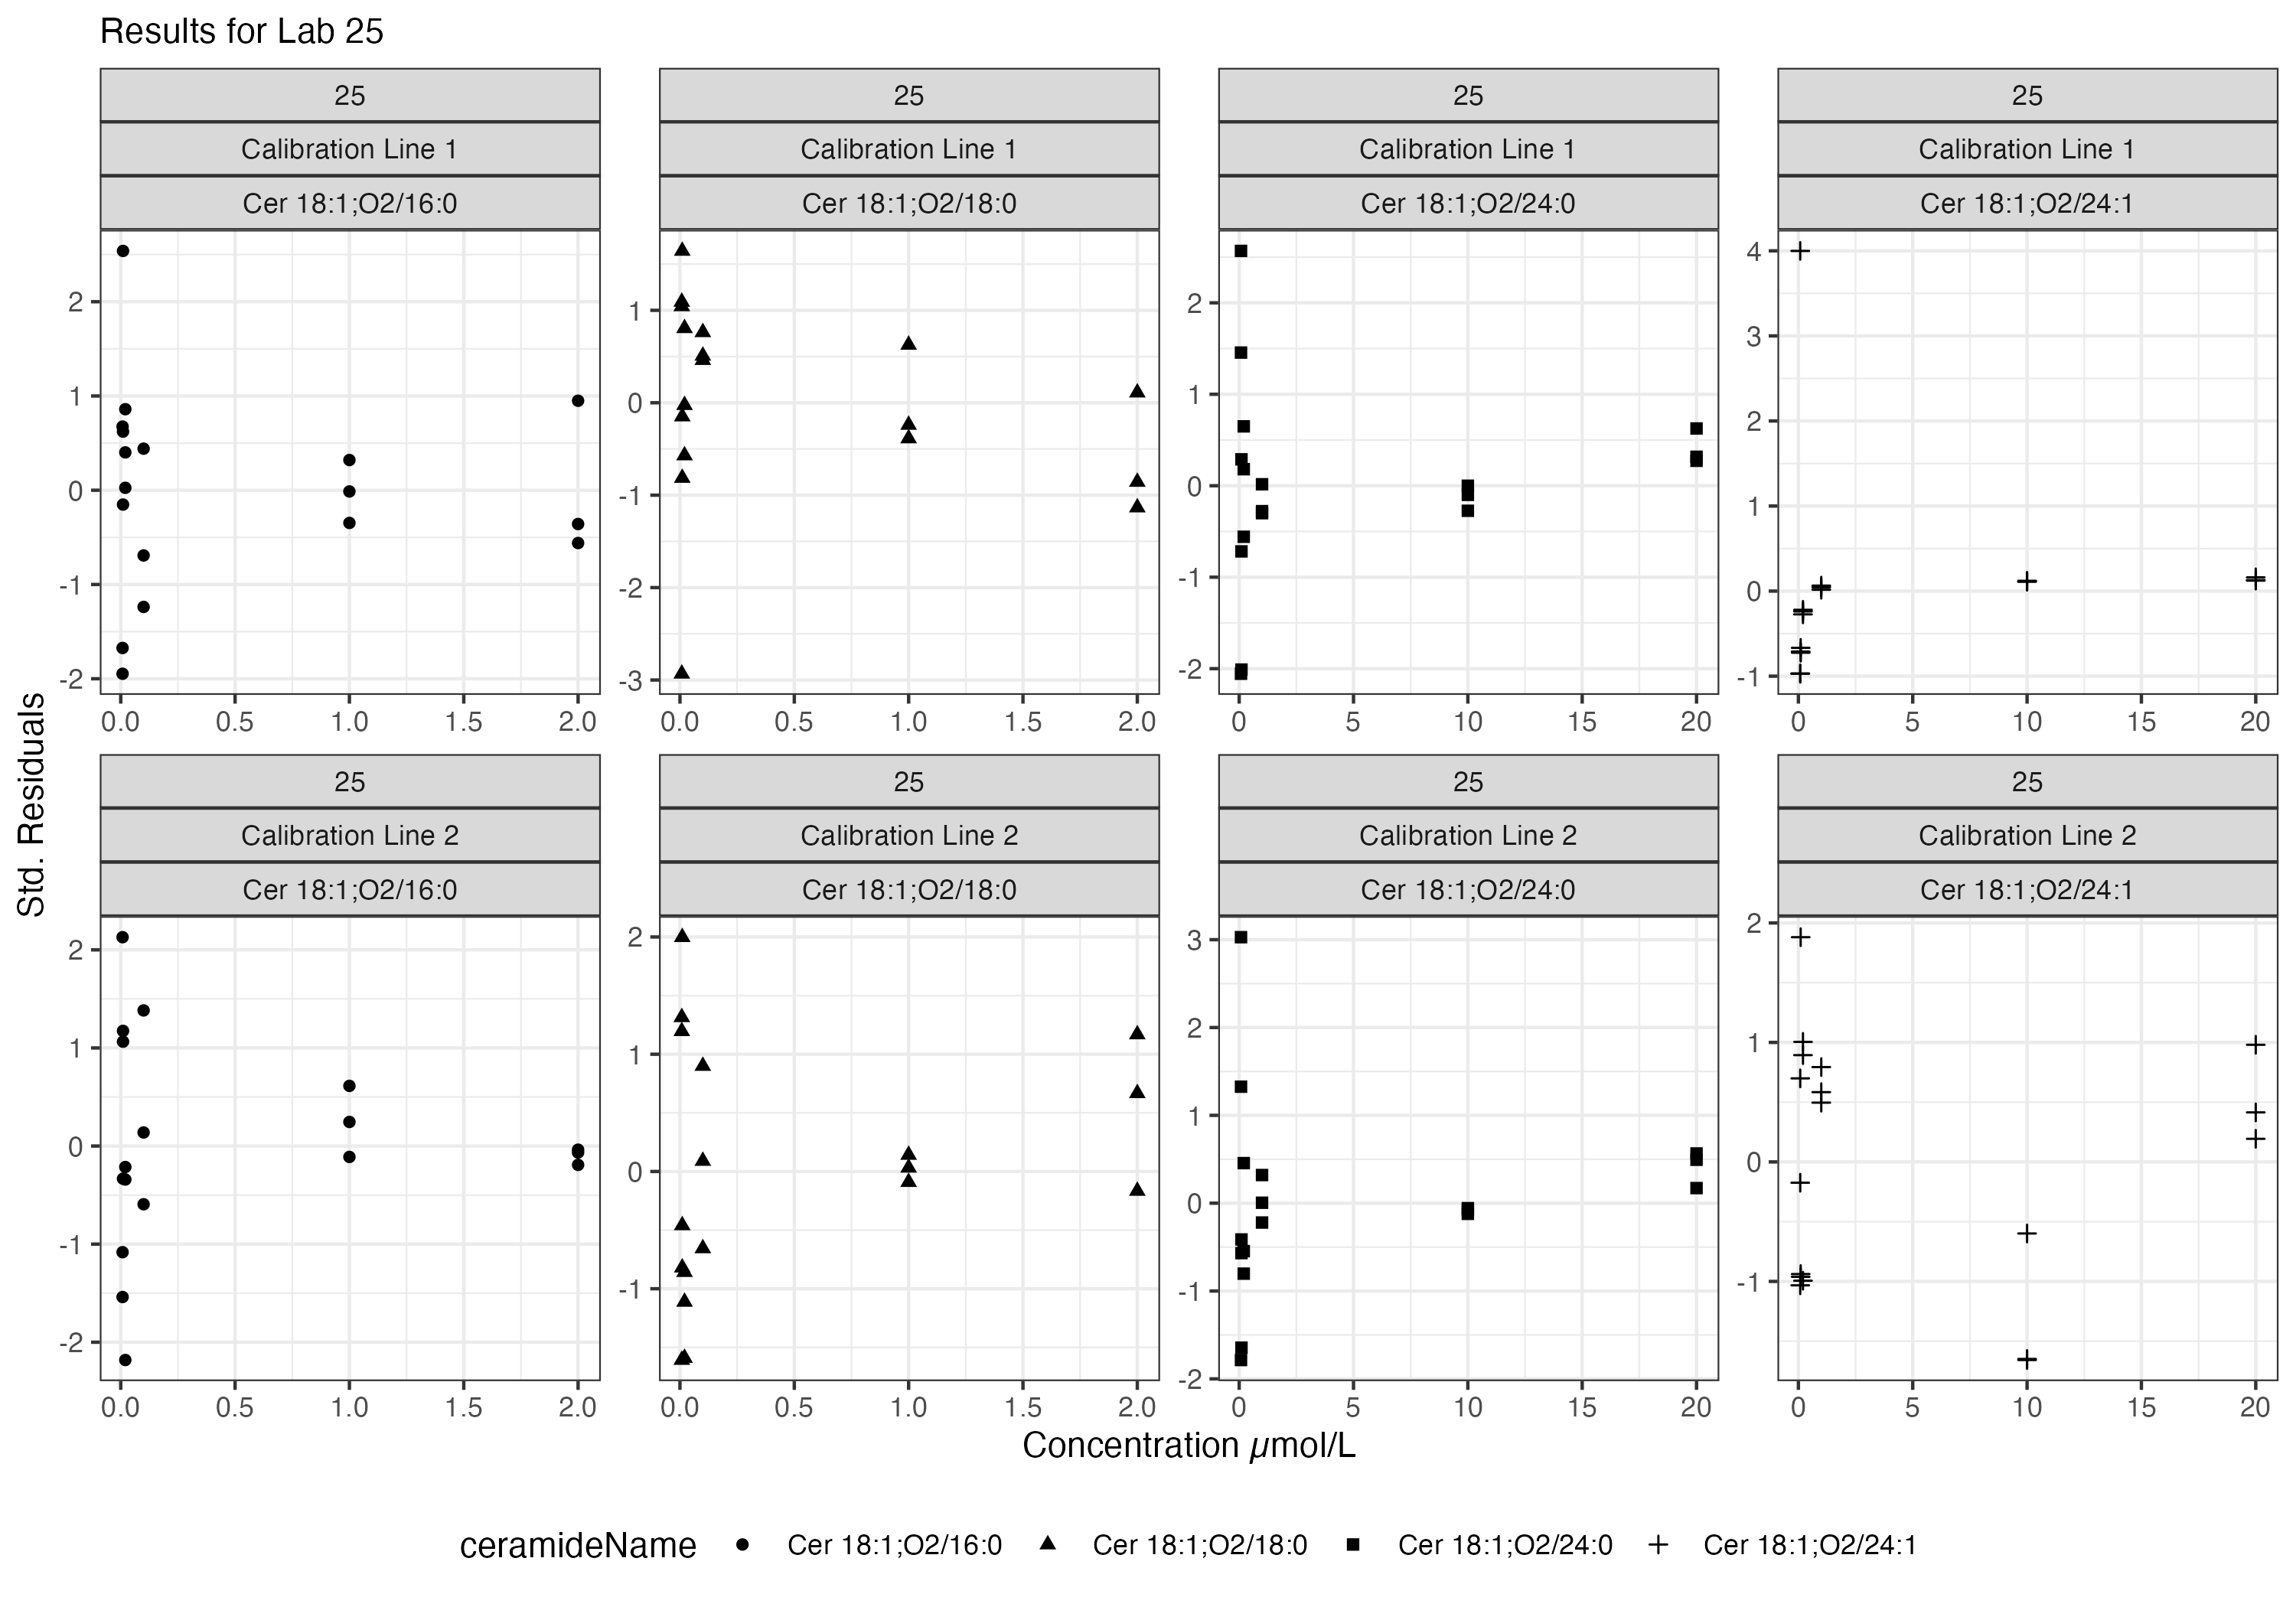 Results for Lab 25
25 25 25 25
Calibration Line 1 Calibration Line 1 Calibration Line 1 Calibration Line 1
Cer 18:1;O2/16:0 Cer 18:1;O2/18:0 Cer 18:1;O2/24:0 Cer 18:1;O2/24:1
2
1
0
-1
-2
0.0 0.5 1.0 1.5 2.0
1
0
-1
-2
-3
0.0 0.5 1.0 1.5 2.0
2
1
0
-1
-2
0 5 10 15 20
4
3
2
1
0
-1
0 5 10 15 20
Std. Residuals
25 25 25 25
Calibration Line 2 Calibration Line 2 Calibration Line 2 Calibration Line 2
Cer 18:1;O2/16:0 Cer 18:1;O2/18:0 Cer 18:1;O2/24:0 Cer 18:1;O2/24:1
2
1
0
-1
-2
0.0 0.5 1.0 1.5 2.0
2
1
0
-1
0.0 0.5 1.0 1.5 2.0
3
2
1
0
-1
-2
0 5 10 15 20
2
1
0
-1
0 5 10 15 20
Concentration µmol/L
ceramideName Cer 18:1;O2/16:0 Cer 18:1;O2/18:0 Cer 18:1;O2/24:0 Cer 18:1;O2/24:1